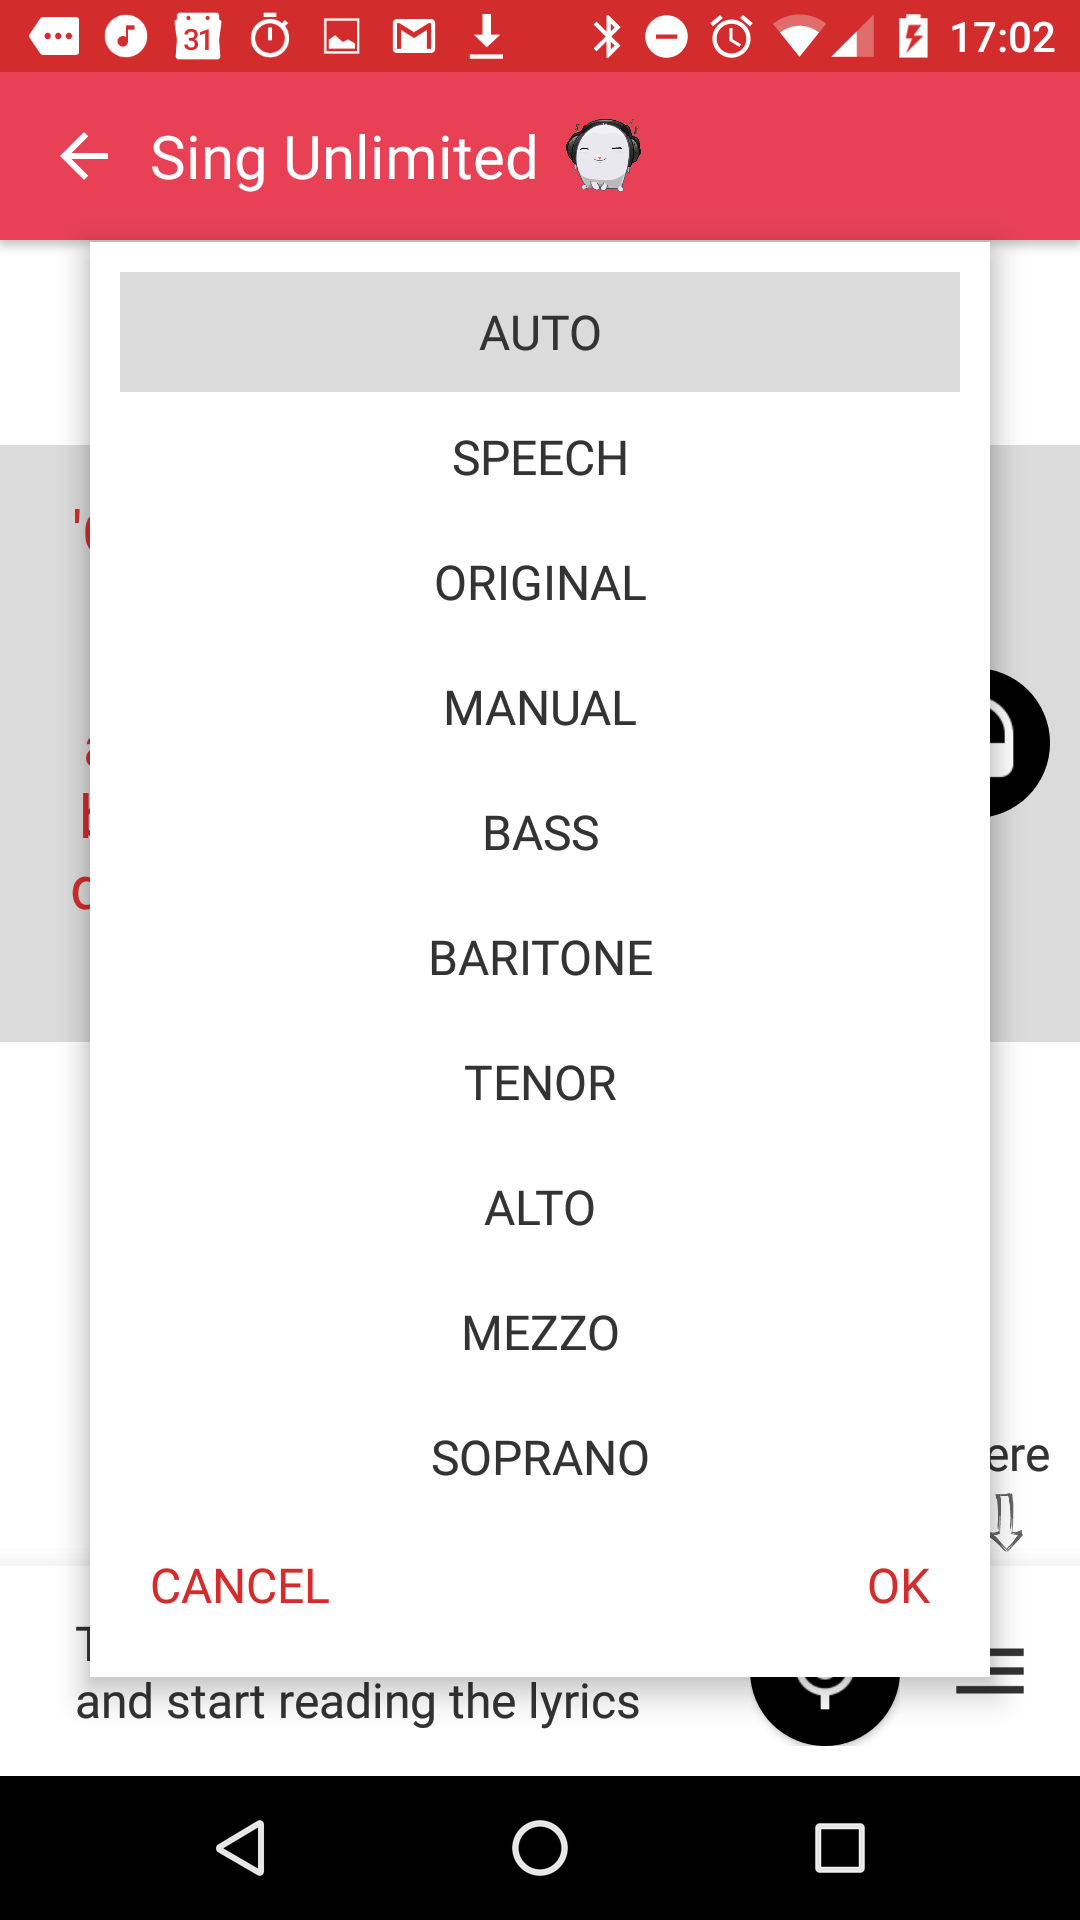 31
17:02
Sing Unlimited
AUTO
SPEECH
ORIGINAL
MANUAL
BASS
BARITONE
TENOR
ALTO
MEZZO
SOPRANO
CANCEL
OK
and start reading the lyrics